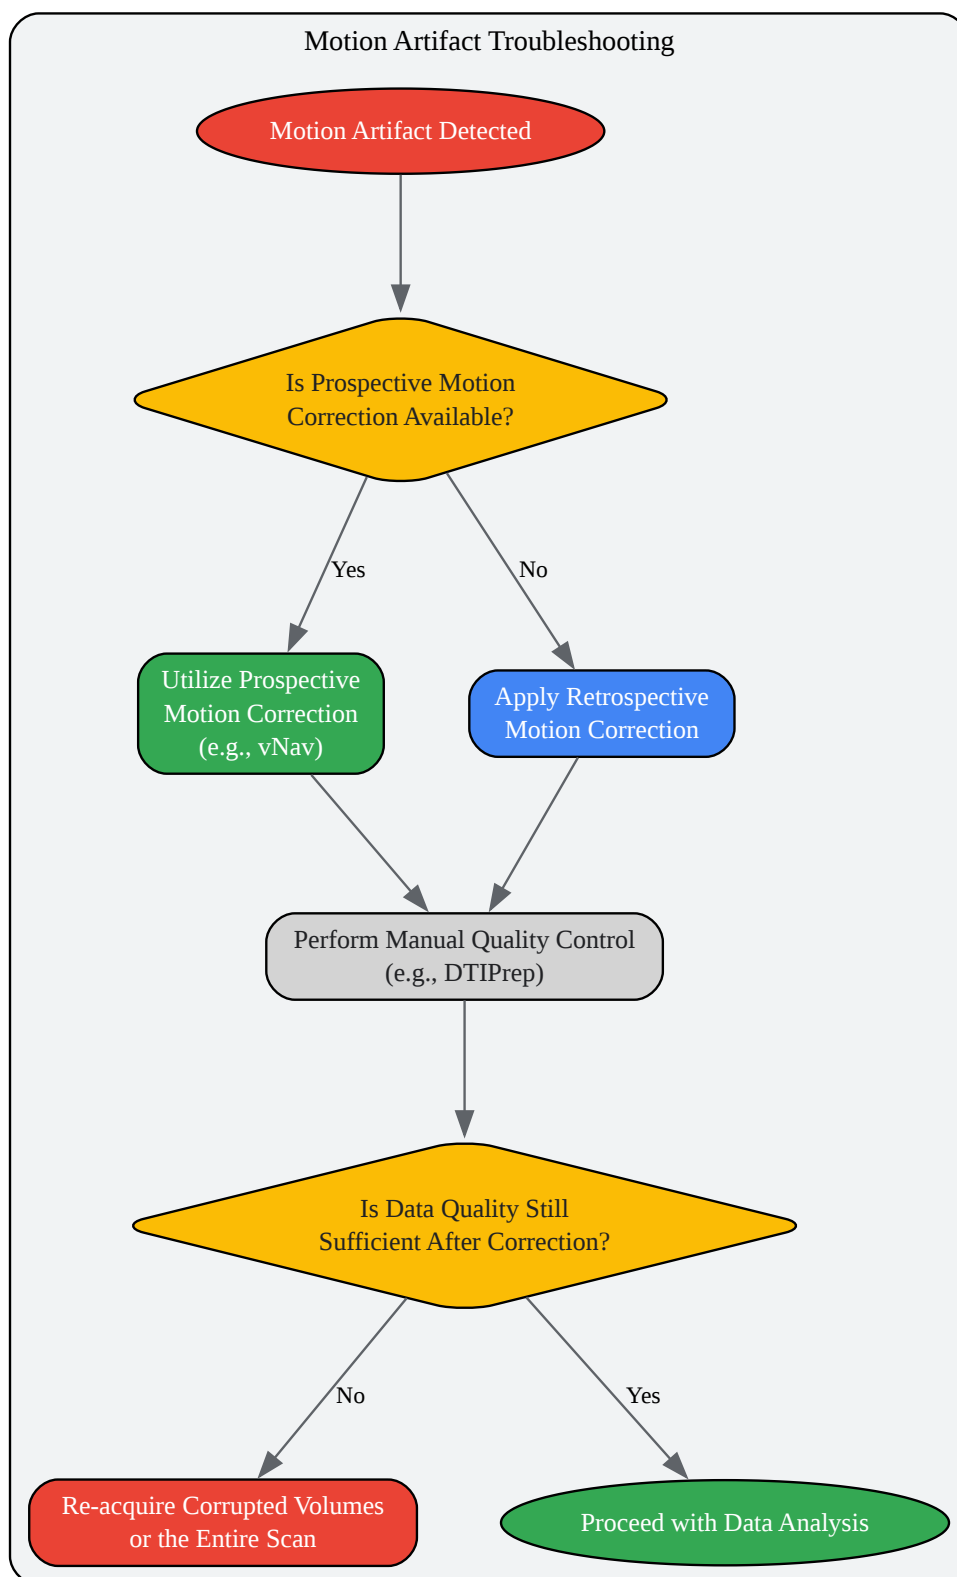 Motion Artifact Troubleshooting
Motion Artifact Detected
Is Prospective Motion
Correction Available?
Yes
No
Utilize Prospective
Motion Correction
(e.g., vNav)
Apply Retrospective
Motion Correction
Perform Manual Quality Control
(e.g., DTIPrep)
Is Data Quality Still
Sufficient After Correction?
No
Yes
Re-acquire Corrupted Volumes
or the Entire Scan
Proceed with Data Analysis